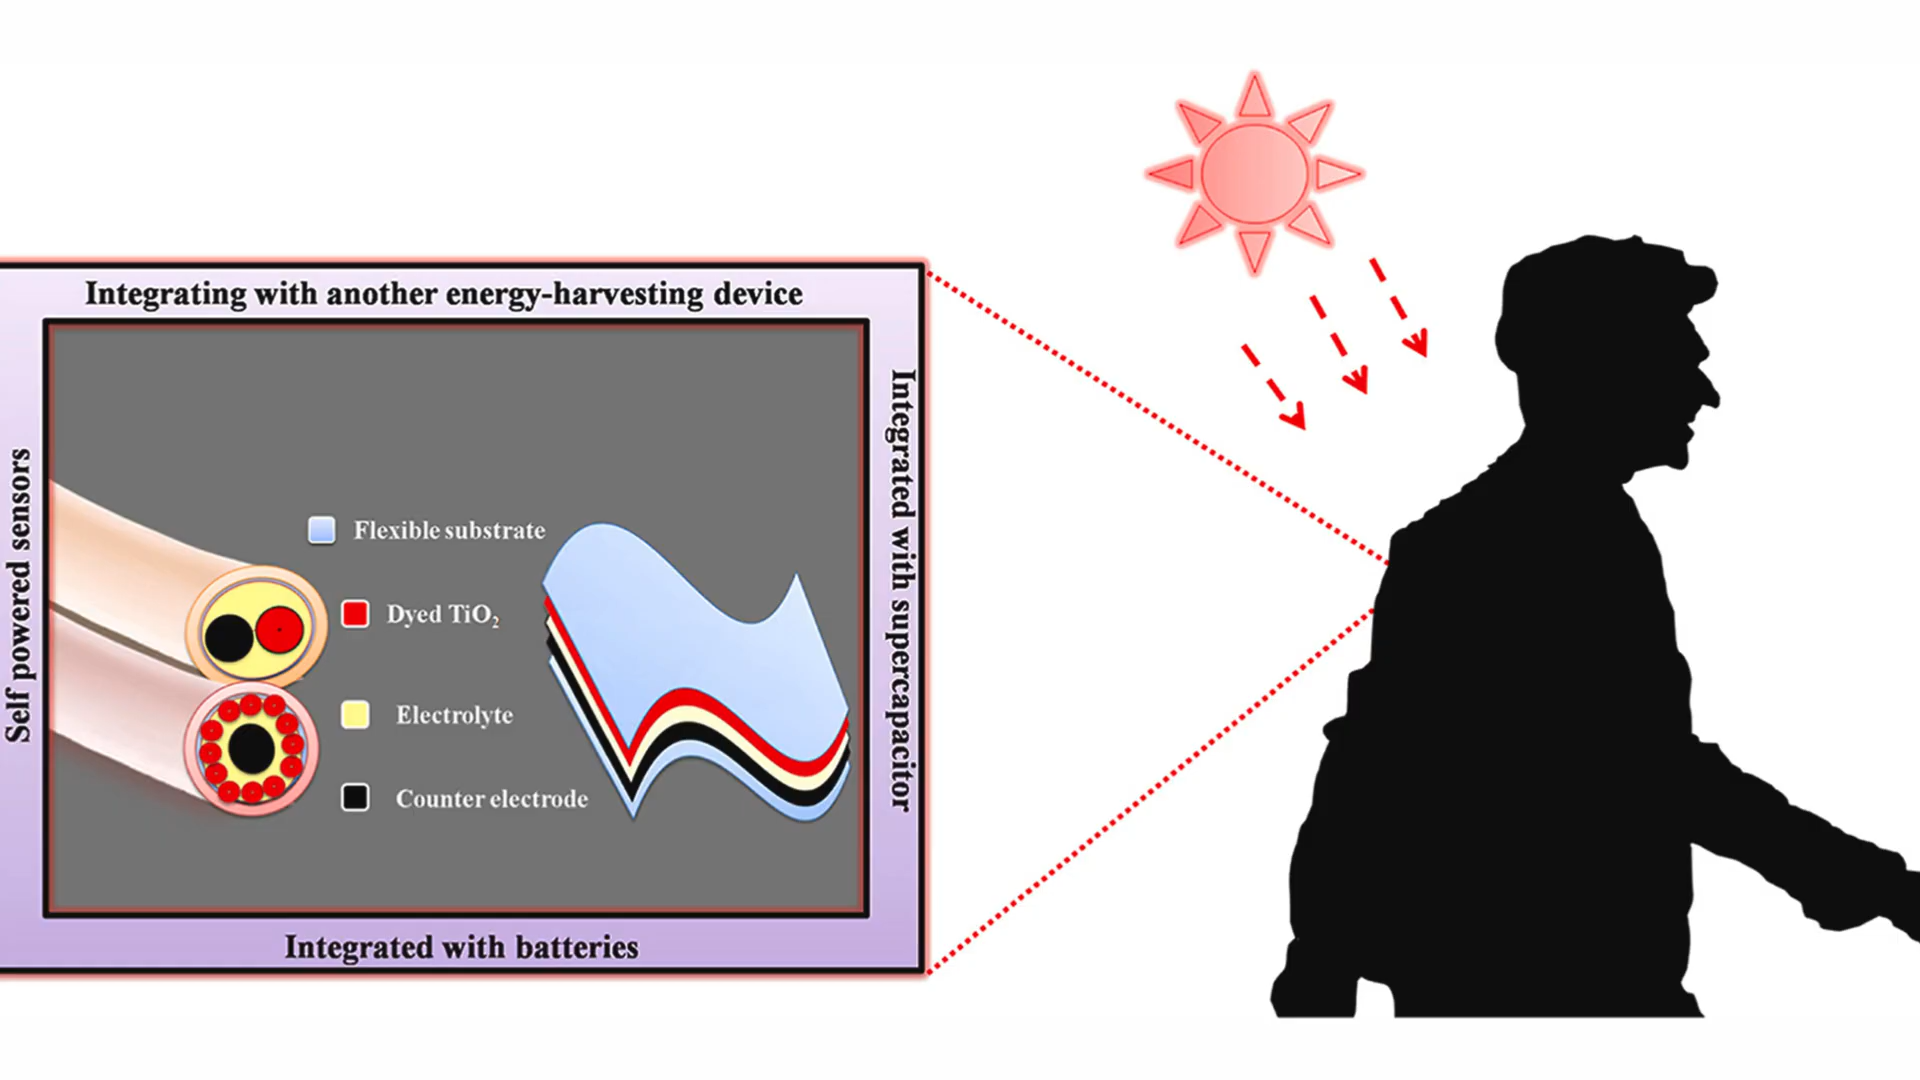 Integrating with another energy-harvesting device
Self powered sensors
Flexible substrate
Dyed TiO₂
Electrolyte
Counter electrode
Integrated with supercapacitor
Integrated with batteries